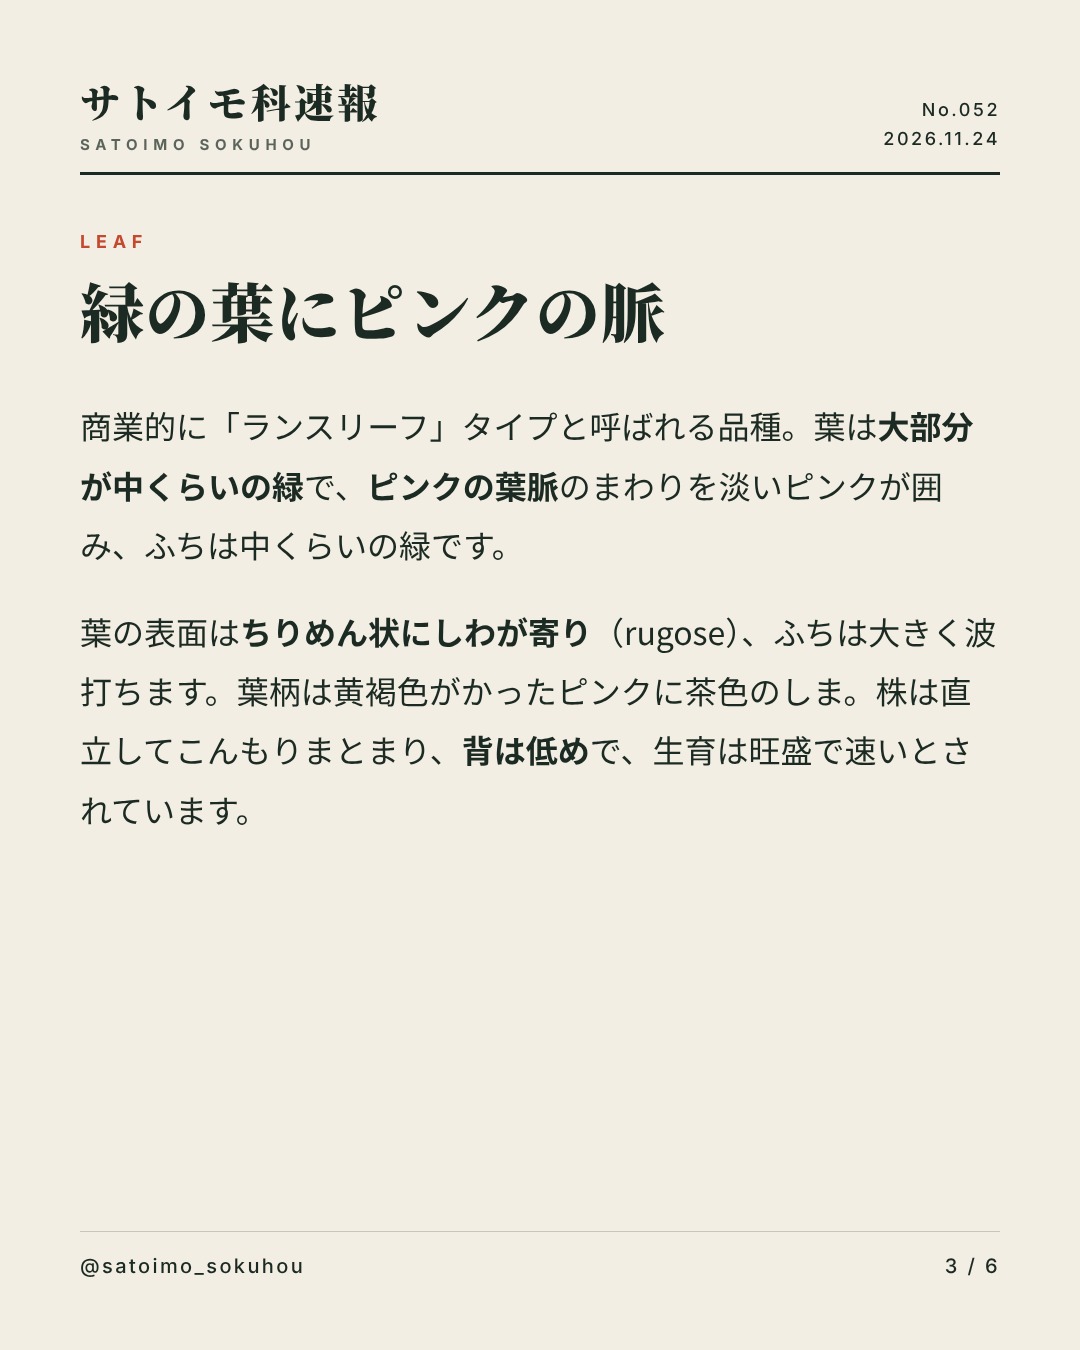 サトイモ科速報
SATOIMO SOKUHOU
No.052
2026.11.24
LEAF
緑の葉にピンクの脈
商業的に「ランスリーフ」タイプと呼ばれる品種。葉は大部分
が中くらいの緑で、ピンクの葉脈のまわりを淡いピンクが囲
み、ふちは中くらいの緑です。
葉の表面はちりめん状にしわが寄り（rugose）、ふちは大きく波
打ちます。葉柄は黄褐色がかったピンクに茶色のしま。株は直
立してこんもりまとまり、背は低めで、生育は旺盛で速いとさ
れています。
@satoimo_sokuhou
3 / 6